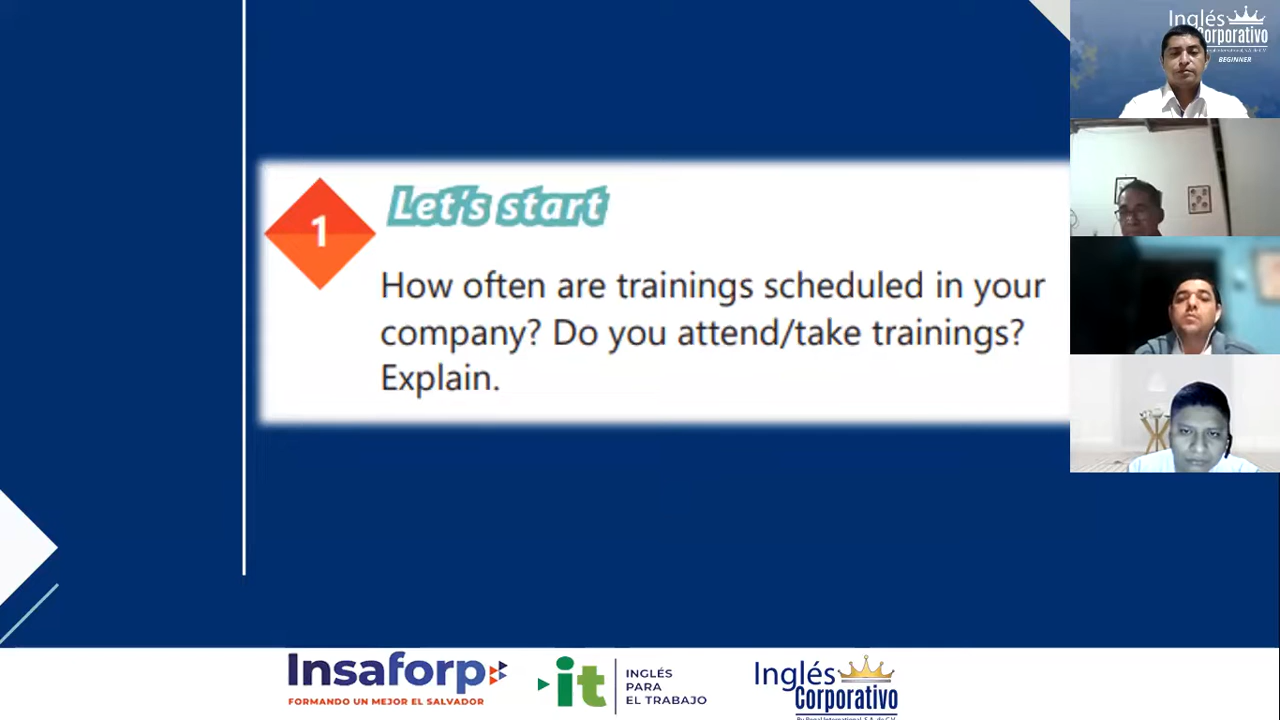 Inglés
Corporativo
BEGINNER
1
Let's start
How often are trainings scheduled in your
company? Do you attend/take trainings?
Explain.
Insaforp
FORMANDO UN MEJOR EL SALVADOR
it
INGLÉS
PARA
EL TRABAJO
Inglés
Corporativo